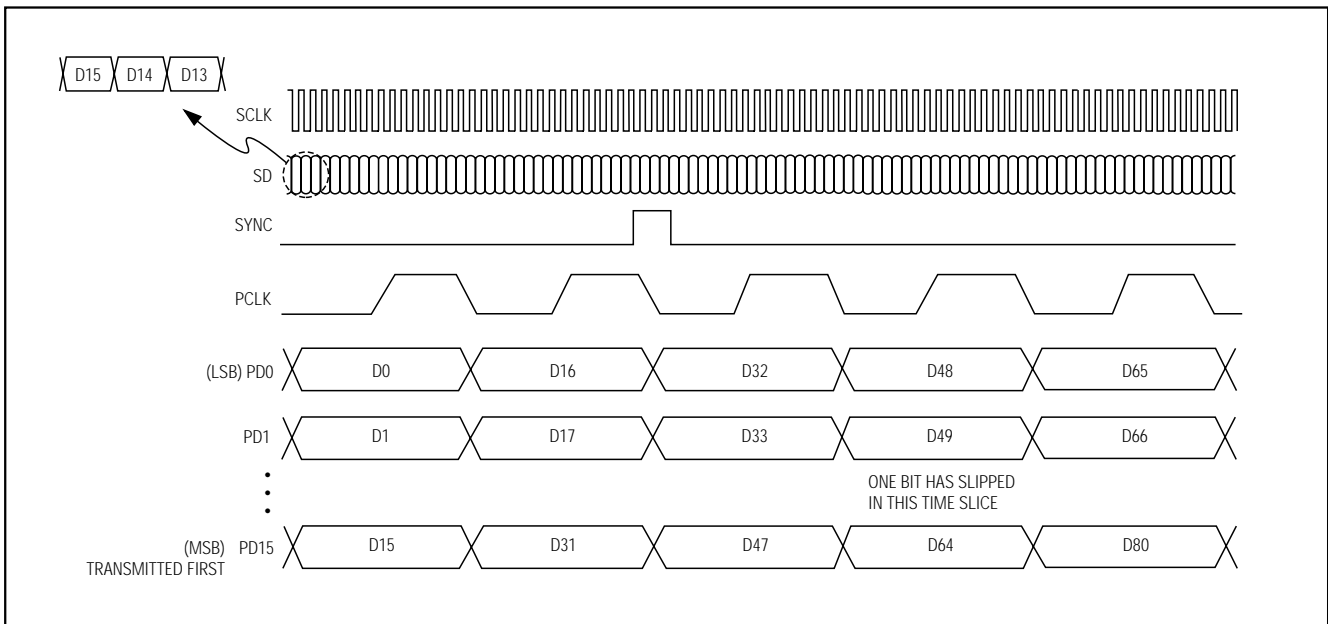 D15 D14 D13
SCLK
SD
SYNC
PCLK
(LSB) PD0 D0 D16 D32 D48 D65
PD1 D1 D17 D33 D49 D66
ONE BIT HAS SLIPPED
IN THIS TIME SLICE
(MSB) PD15 D15 D31 D47 D64 D80
TRANSMITTED FIRST